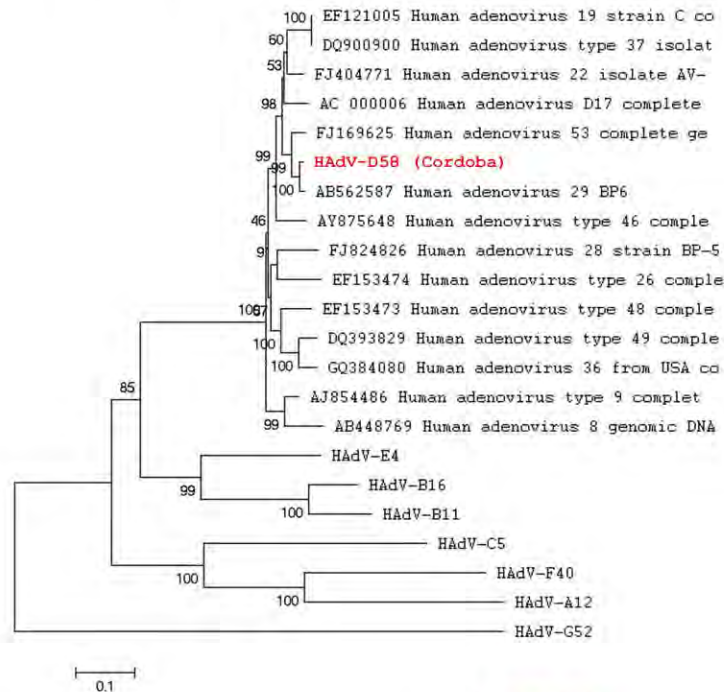 100
EF121005 Human adenovirus 19 strain C co
60
DQ900900 Human adenovirus type 37 isolat
53
FJ404771 Human adenovirus 22 isolate AV-
98
AC 000006 Human adenovirus D17 complete
FJ169625 Human adenovirus 53 complete ge
99
99
HAdV-D58 (Cordoba)
100
AB562587 Human adenovirus 29 BP6
46
AY875648 Human adenovirus type 46 comple
9
FJ824826 Human adenovirus 28 strain BP-5
EF153474 Human adenovirus type 26 comple
100
EF153473 Human adenovirus type 48 comple
DQ393829 Human adenovirus type 49 comple
100
GQ384080 Human adenovirus 36 from USA co
85
AJ854486 Human adenovirus type 9 complet
99
AB448769 Human adenovirus 8 genomic DNA
HAdV-E4
99
HAdV-B16
100
HAdV-B11
HAdV-C5
100
HAdV-F40
100
HAdV-A12
HAdV-G52
0.1